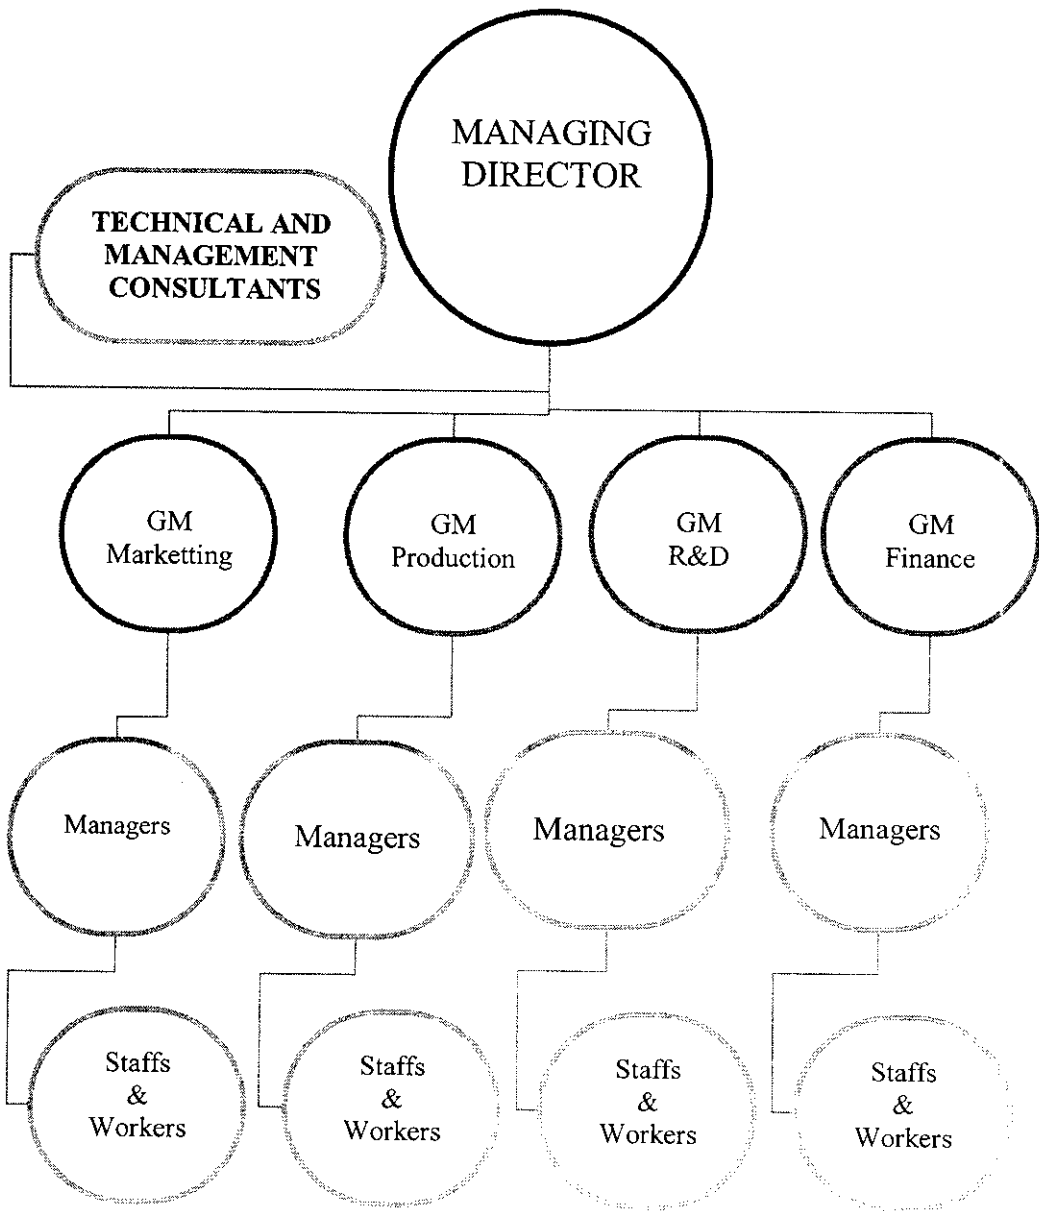 MANAGING
DIRECTOR
TECHNICAL AND
MANAGEMENT
CONSULTANTS
GM
Marketting
GM
Production
GM
R&D
GM
Finance
Managers
Managers
Managers
Managers
Staffs
&
Workers
Staffs
&
Workers
Staffs
&
Workers
Staffs
&
Workers